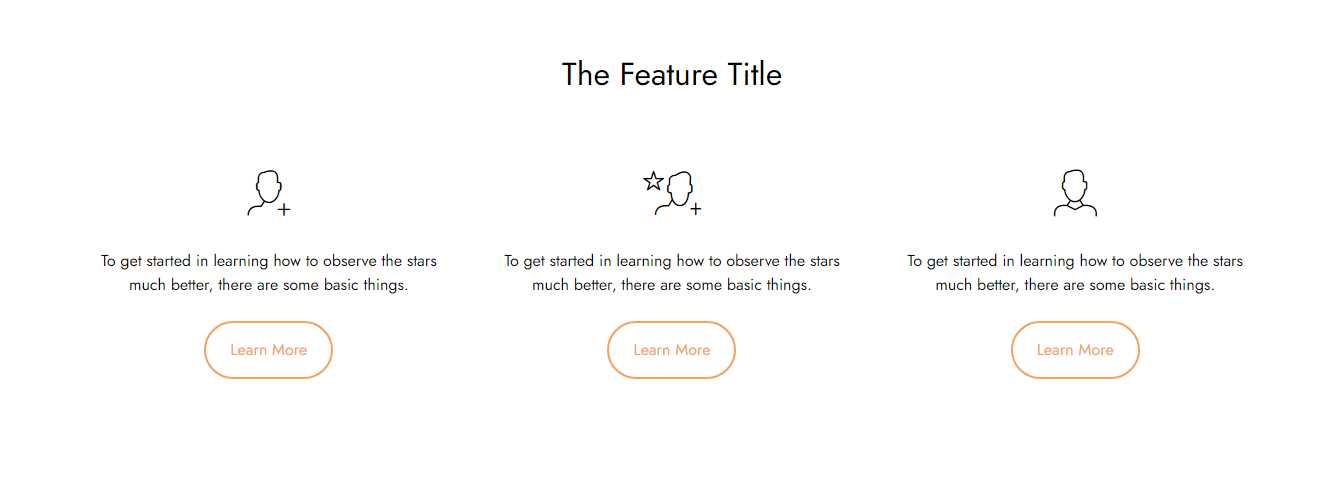 The Feature Title
To get started in learning how to observe the stars
much better, there are some basic things.
Learn More
To get started in learning how to observe the stars
much better, there are some basic things.
Learn More
To get started in learning how to observe the stars
much better, there are some basic things.
Learn More